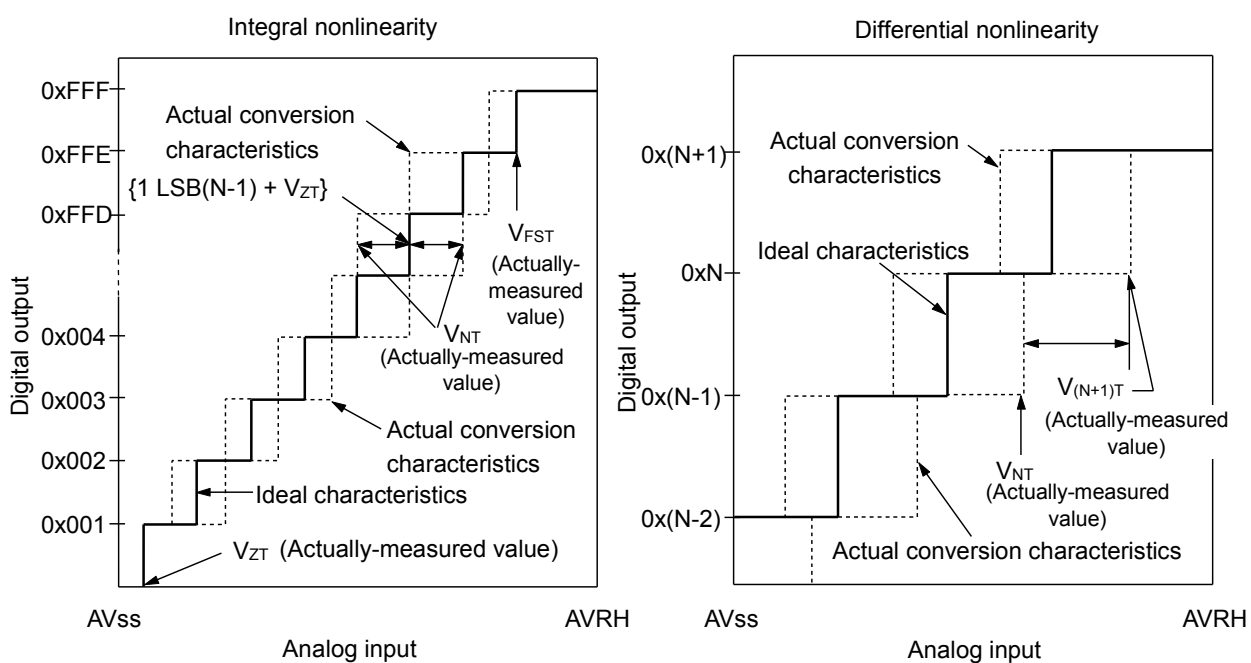 Integral nonlinearity
0xFFF
0xFFE
0xFFD
0x004
0x003
0x002
0x001
Digital output
Actual conversion
characteristics
{1 LSB(N-1) + VZT}
VFST
(Actually-
measured
value)
VNT
(Actually-measured
value)
Actual conversion
characteristics
Ideal characteristics
VZT (Actually-measured value)
AVss
AVRH
Analog input
Differential nonlinearity
0x(N+1)
0xN
0x(N-1)
0x(N-2)
Digital output
Actual conversion
characteristics
Ideal characteristics
V(N+1)T
(Actually-measured
value)
VNT
(Actually-measured
value)
Actual conversion characteristics
AVss
AVRH
Analog input